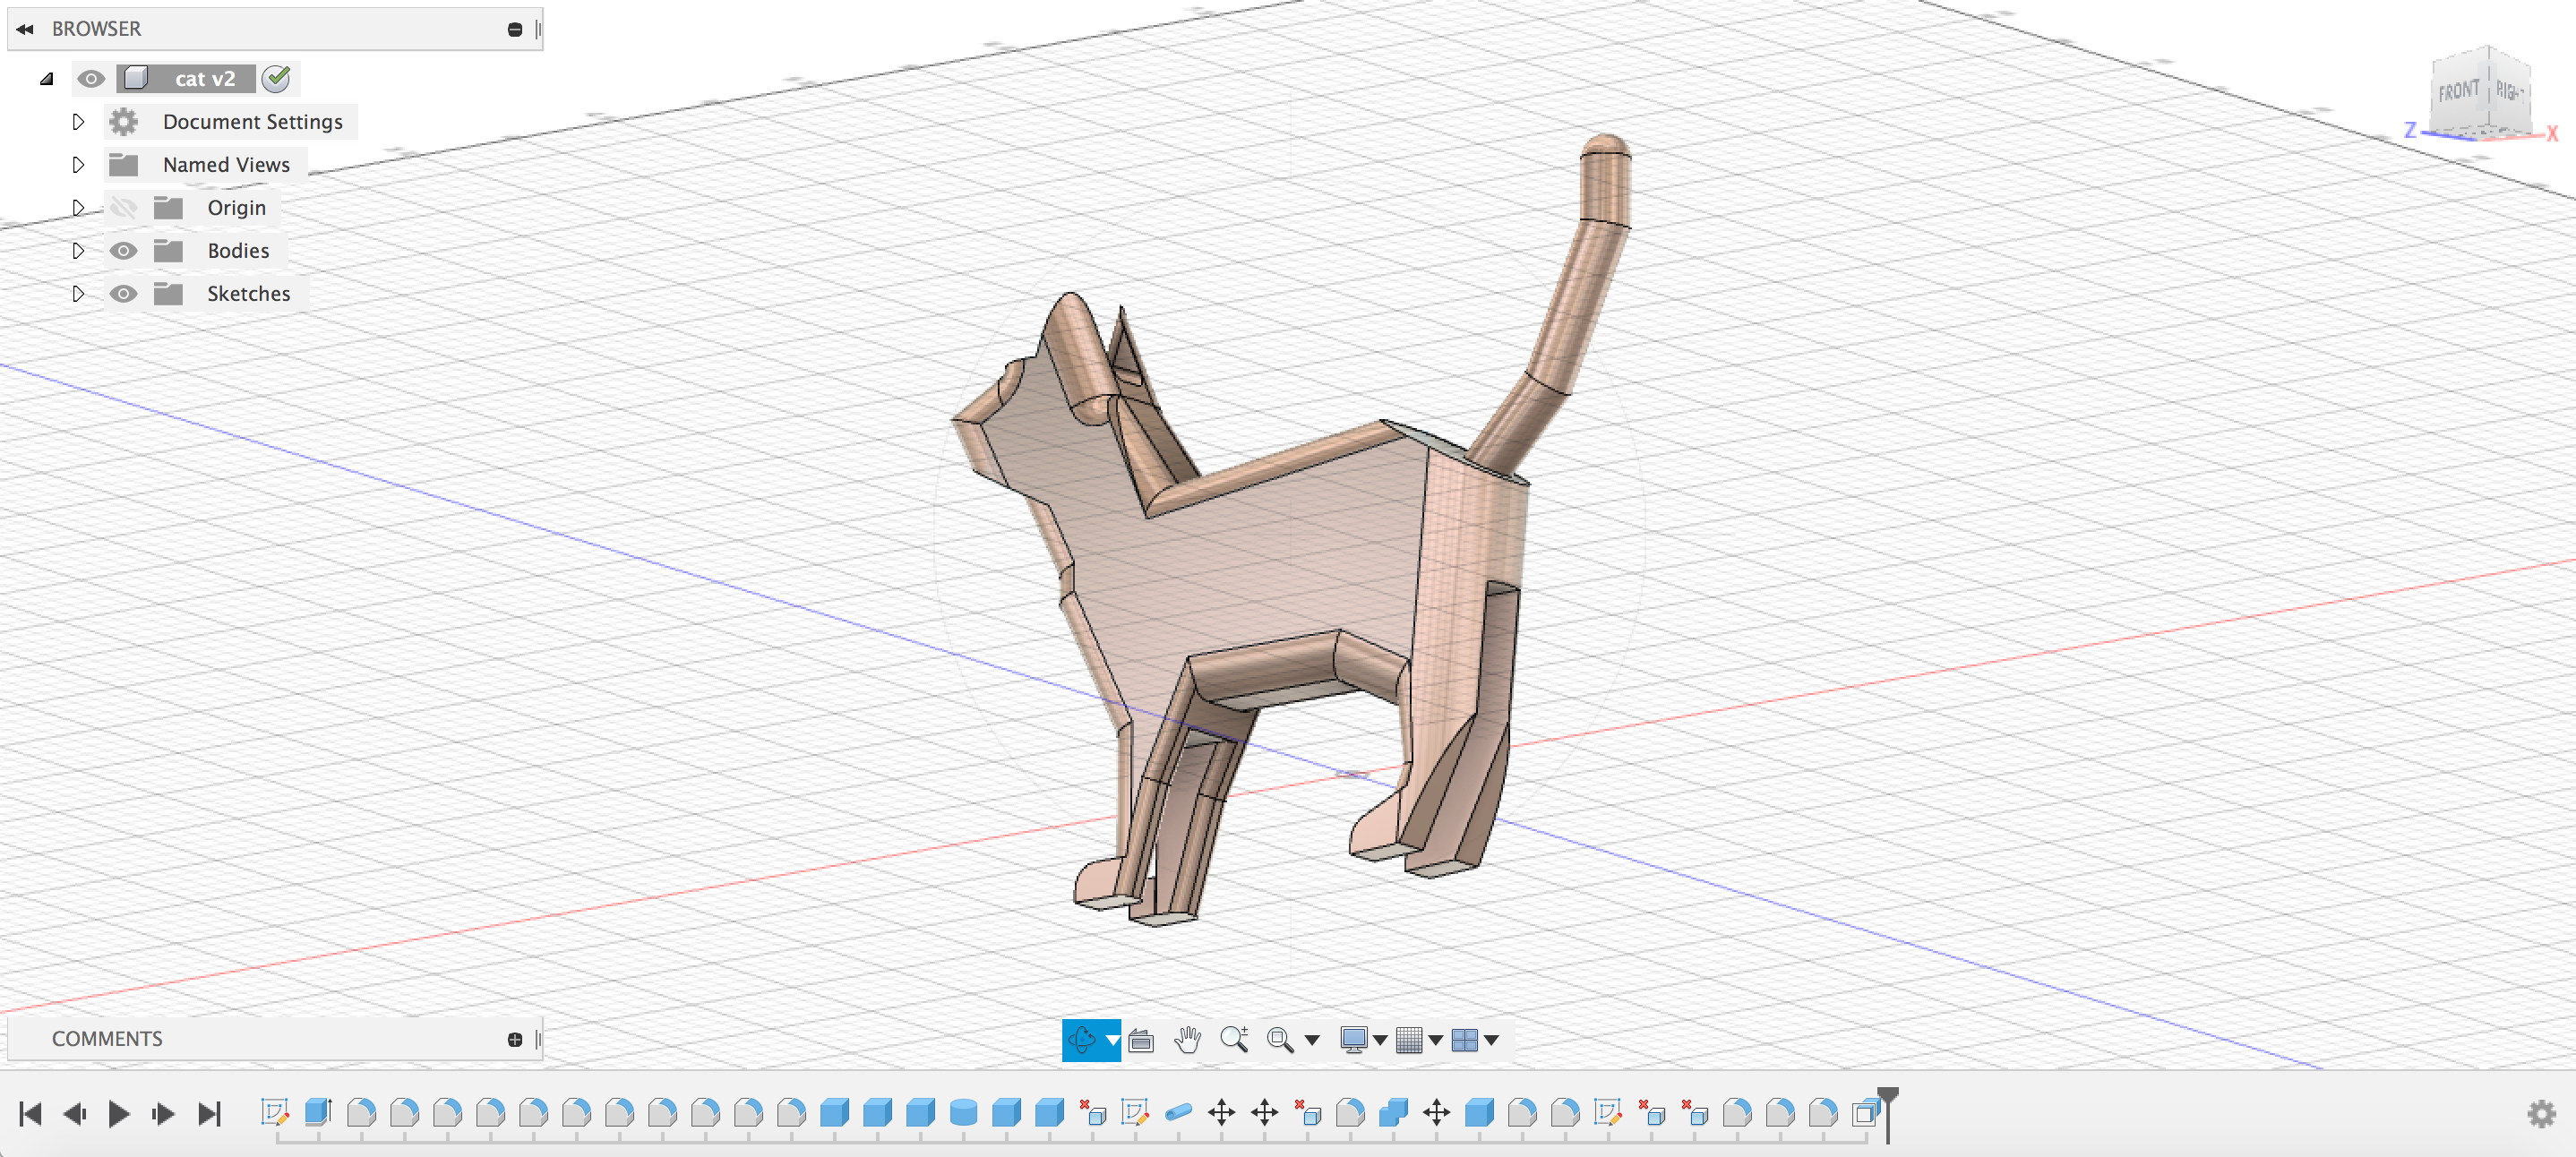 BROWSER
cat v2
Document Settings
Named Views
Origin
Bodies
Sketches
FRONT
RIGHT
Z
X
COMMENTS